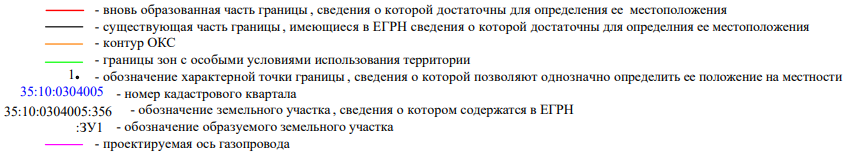 - вновь образованная часть границы, сведения о которой достаточны для определения ее местоположения
- существующая часть границы, имеющиеся в ЕГРН сведения о которой достаточны для определния ее местоположения
- контур ОКС
- границы зон с особыми условиями использования территории
1. - обозначение характерной точки границы, сведения о которой позволяют однозначно определить ее положение на местности
35:10:0304005 - номер кадастрового квартала
35:10:0304005:356 - обозначение земельного участка, сведения о котором содержатся в ЕГРН
:ЗУ1 - обозначение образуемого земельного участка
- проектируемая ось газопровода